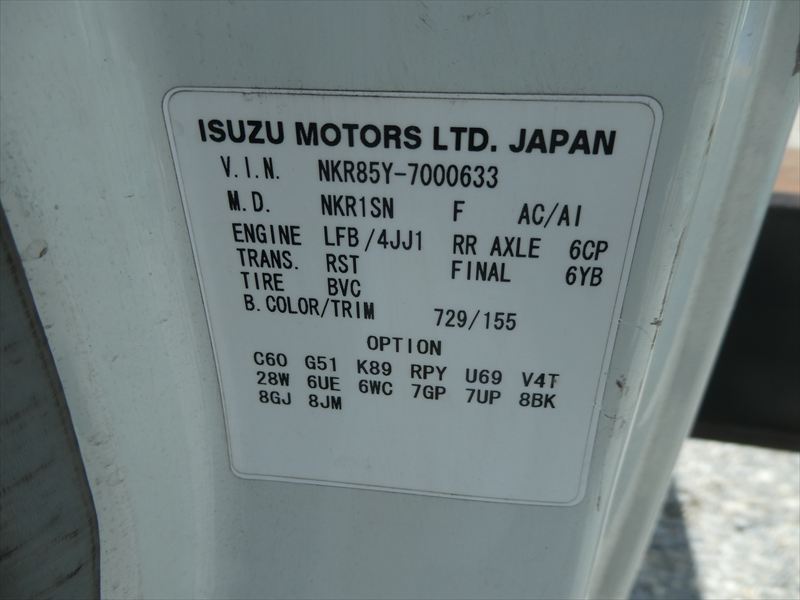 ISUZU MOTORS LTD. JAPAN
V.I.N. NKR85Y-7000633
M.D. NKR1SN F AC/AI
ENGINE LFB/4JJ1 RR AXLE 6CP
TRANS. RST FINAL 6YB
TIRE BVC
B.COLOR/TRIM 729/155
OPTION
C60 G51 K89 RPY U69 V4T
28W 6UE 6WC 7GP 7UP 8BK
8GJ 8JM